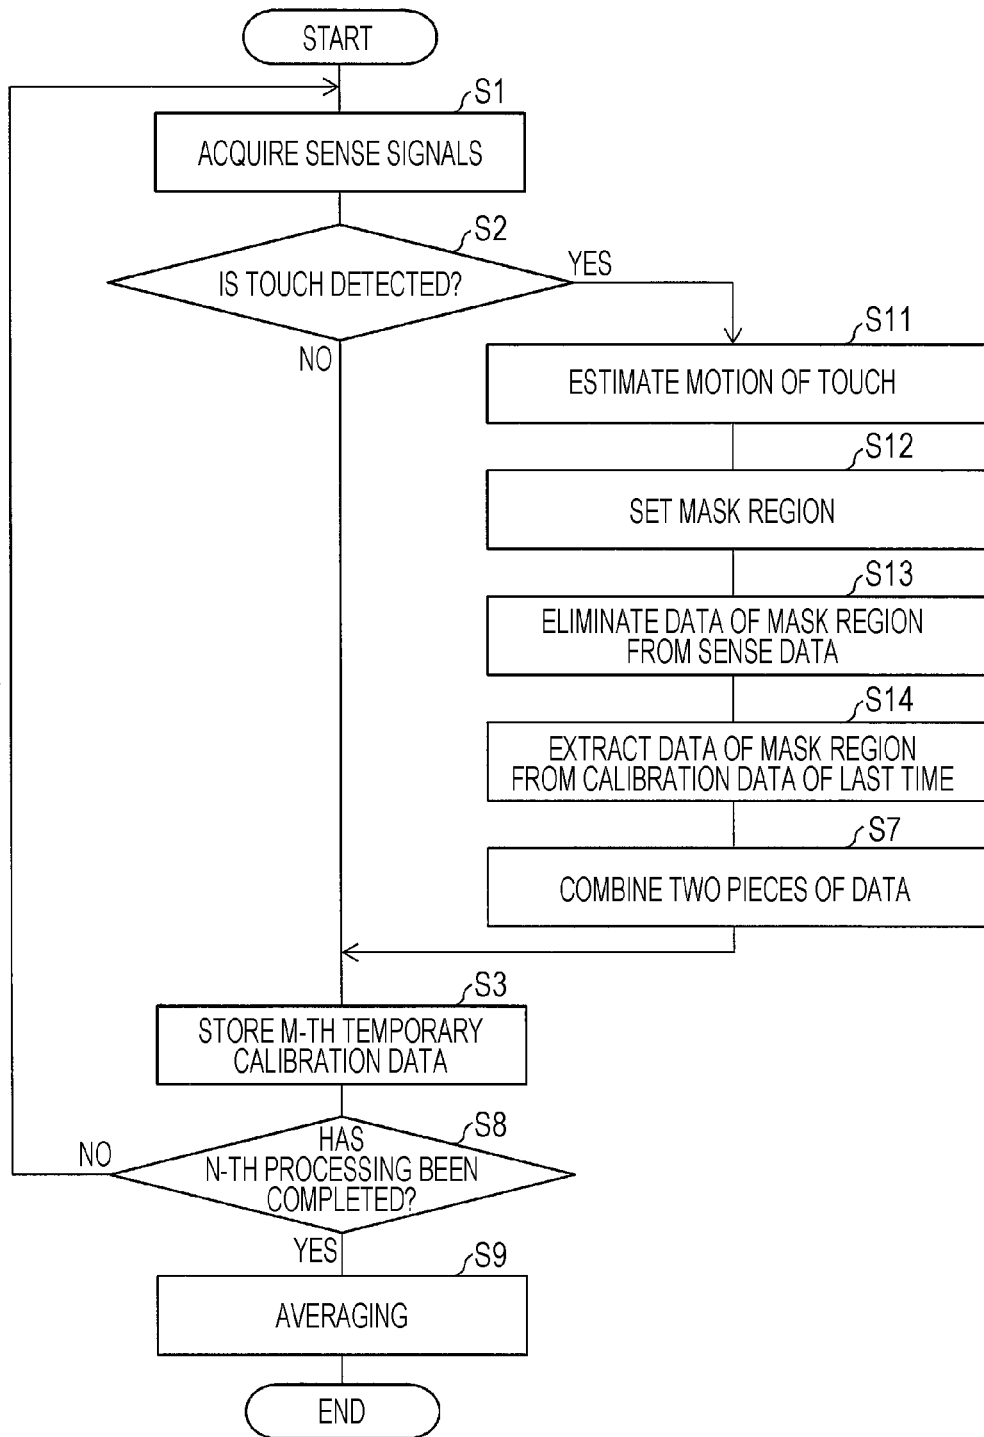 START
S1
ACQUIRE SENSE SIGNALS
S2
IS TOUCH DETECTED?
YES
NO
S11
ESTIMATE MOTION OF TOUCH
S12
SET MASK REGION
S13
ELIMINATE DATA OF MASK REGION
FROM SENSE DATA
S14
EXTRACT DATA OF MASK REGION
FROM CALIBRATION DATA OF LAST TIME
S7
COMBINE TWO PIECES OF DATA
S3
STORE M-TH TEMPORARY
CALIBRATION DATA
S8
HAS
N-TH PROCESSING BEEN
COMPLETED?
NO
YES
S9
AVERAGING
END